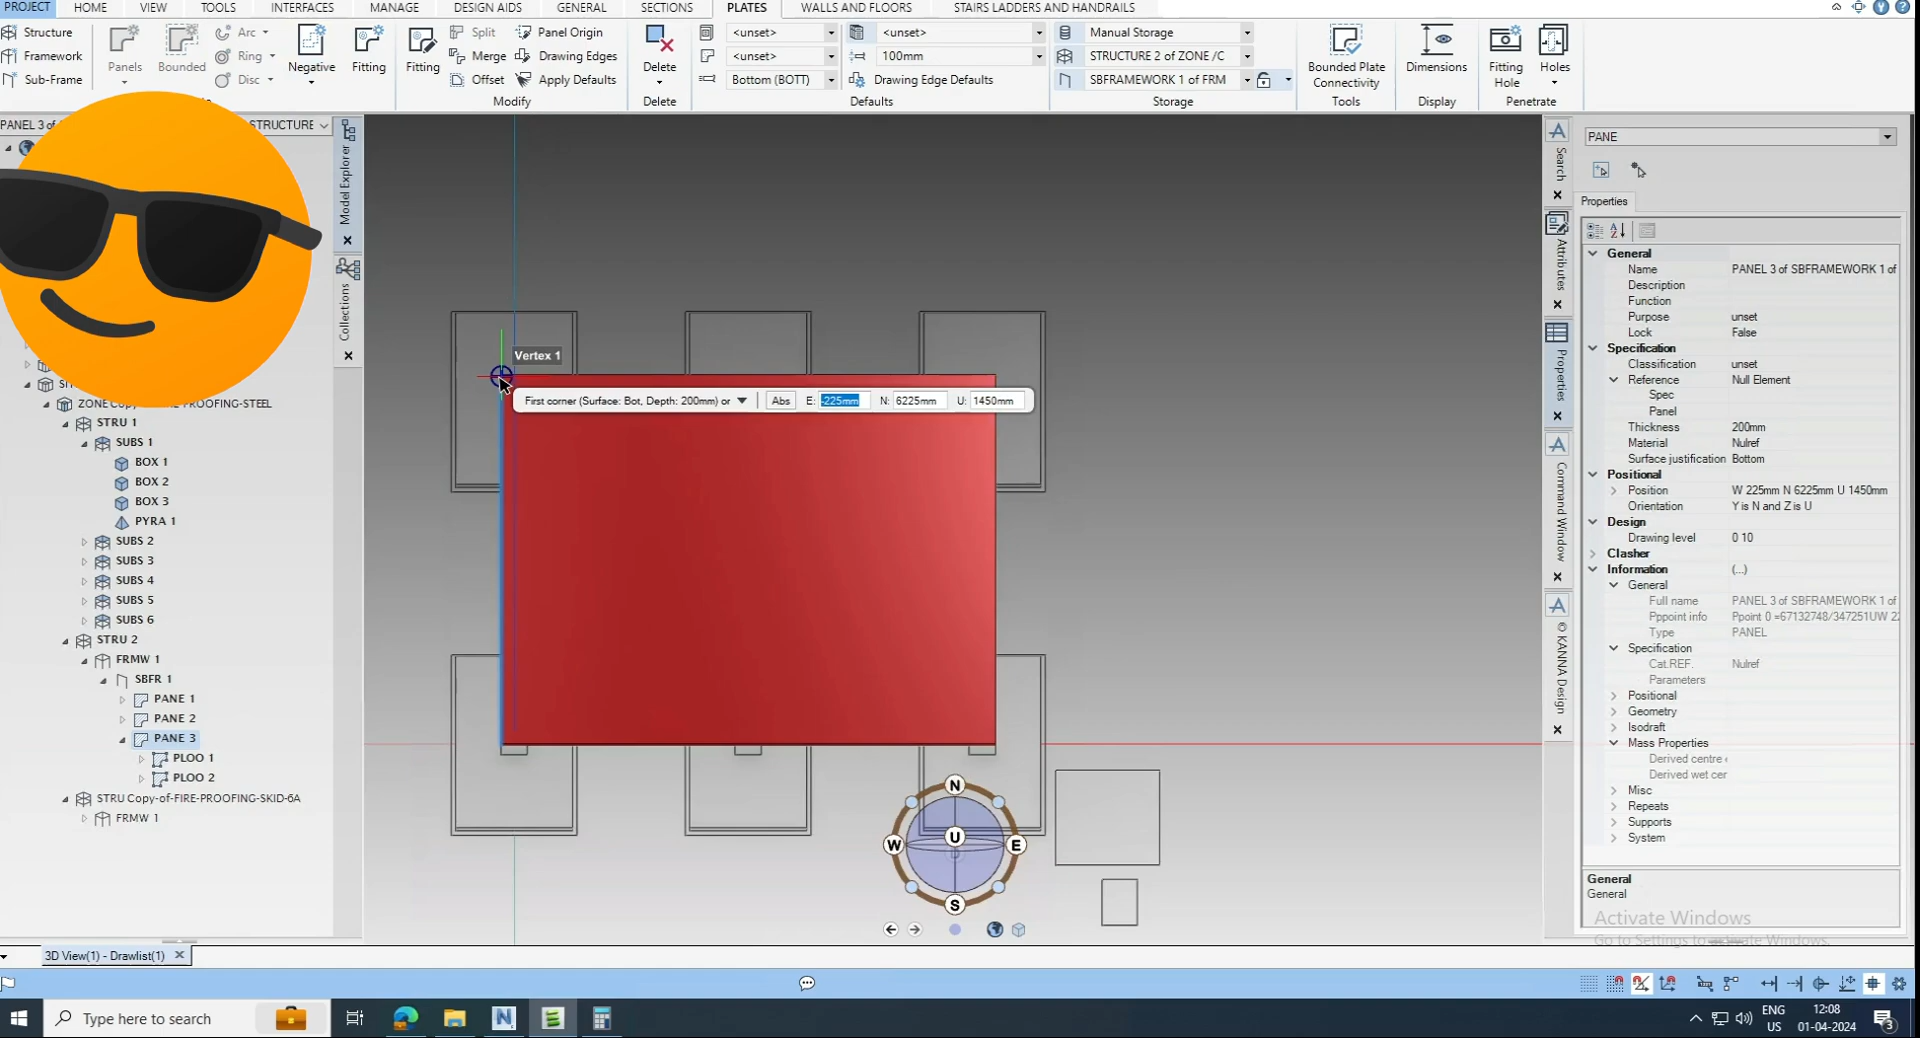 PROJECT HOME VIEW TOOLS INTERFACES MANAGE DESIGN AIDS GENERAL SECTIONS PLATES WALLS AND FLOORS STAIRS LADDERS AND HANDRAILS
Structure
Framework
Sub-Frame
Panels
Bounded
Arc
Ring
Disc
Negative
Fitting
Fitting
Split
Merge
Offset
Panel Origin
Drawing Edges
Apply Defaults
Modify
Delete
Delete
<unset>
<unset>
Bottom (BOTT)
<unset>
100mm
Drawing Edge Defaults
Defaults
Manual Storage
STRUCTURE 2 of ZONE /C
SBFRAMEWORK 1 of FRM
Storage
Bounded Plate
Connectivity
Tools
Dimensions
Display
Fitting
Hole
Holes
Penetrate
PANEL 3 of
STRUCTURE
Model Explorer
Collections
ZONE
STEEL
STRU 1
SUBS 1
BOX 1
BOX 2
BOX 3
PYRA 1
SUBS 2
SUBS 3
SUBS 4
SUBS 5
SUBS 6
STRU 2
FRMW 1
SBFR 1
PANE 1
PANE 2
PANE 3
PLOO 1
PLOO 2
STRU Copy-of-FIRE-PROOFING-SKID-6A
FRMW 1
Vertex 1
First corner (Surface: Bot, Depth: 200mm) or Abs E: -225mm N: 6225mm U: 1450mm
N
W U E
S
Search
Attributes
Properties
Command Window
© KANNA Design
PANE
Properties
General
Name PANEL 3 of SBFRAMEWORK 1 of
Description
Function
Purpose unset
Lock False
Specification
Classification unset
Reference Null Element
Spec
Panel
Thickness 200mm
Material Nulref
Surface justification Bottom
Positional
Position W 225mm N 6225mm U 1450mm
Orientation Y is N and Z is U
Design
Drawing level 0 10
Clasher
Information (...)
General
Full name PANEL 3 of SBFRAMEWORK 1 of
Ppoint info Ppoint 0 =67132748/347251UW 2
Type PANEL
Specification
Cat.REF. Nulref
Parameters
Positional
Geometry
Isodraft
Mass Properties
Derived centre
Derived wet cer
Misc
Repeats
Supports
System
General
General
Activate Windows
Go to Settings to activate Windows.
3D View(1) - Drawlist(1)
Type here to search
ENG
US
12:08
01-04-2024
3